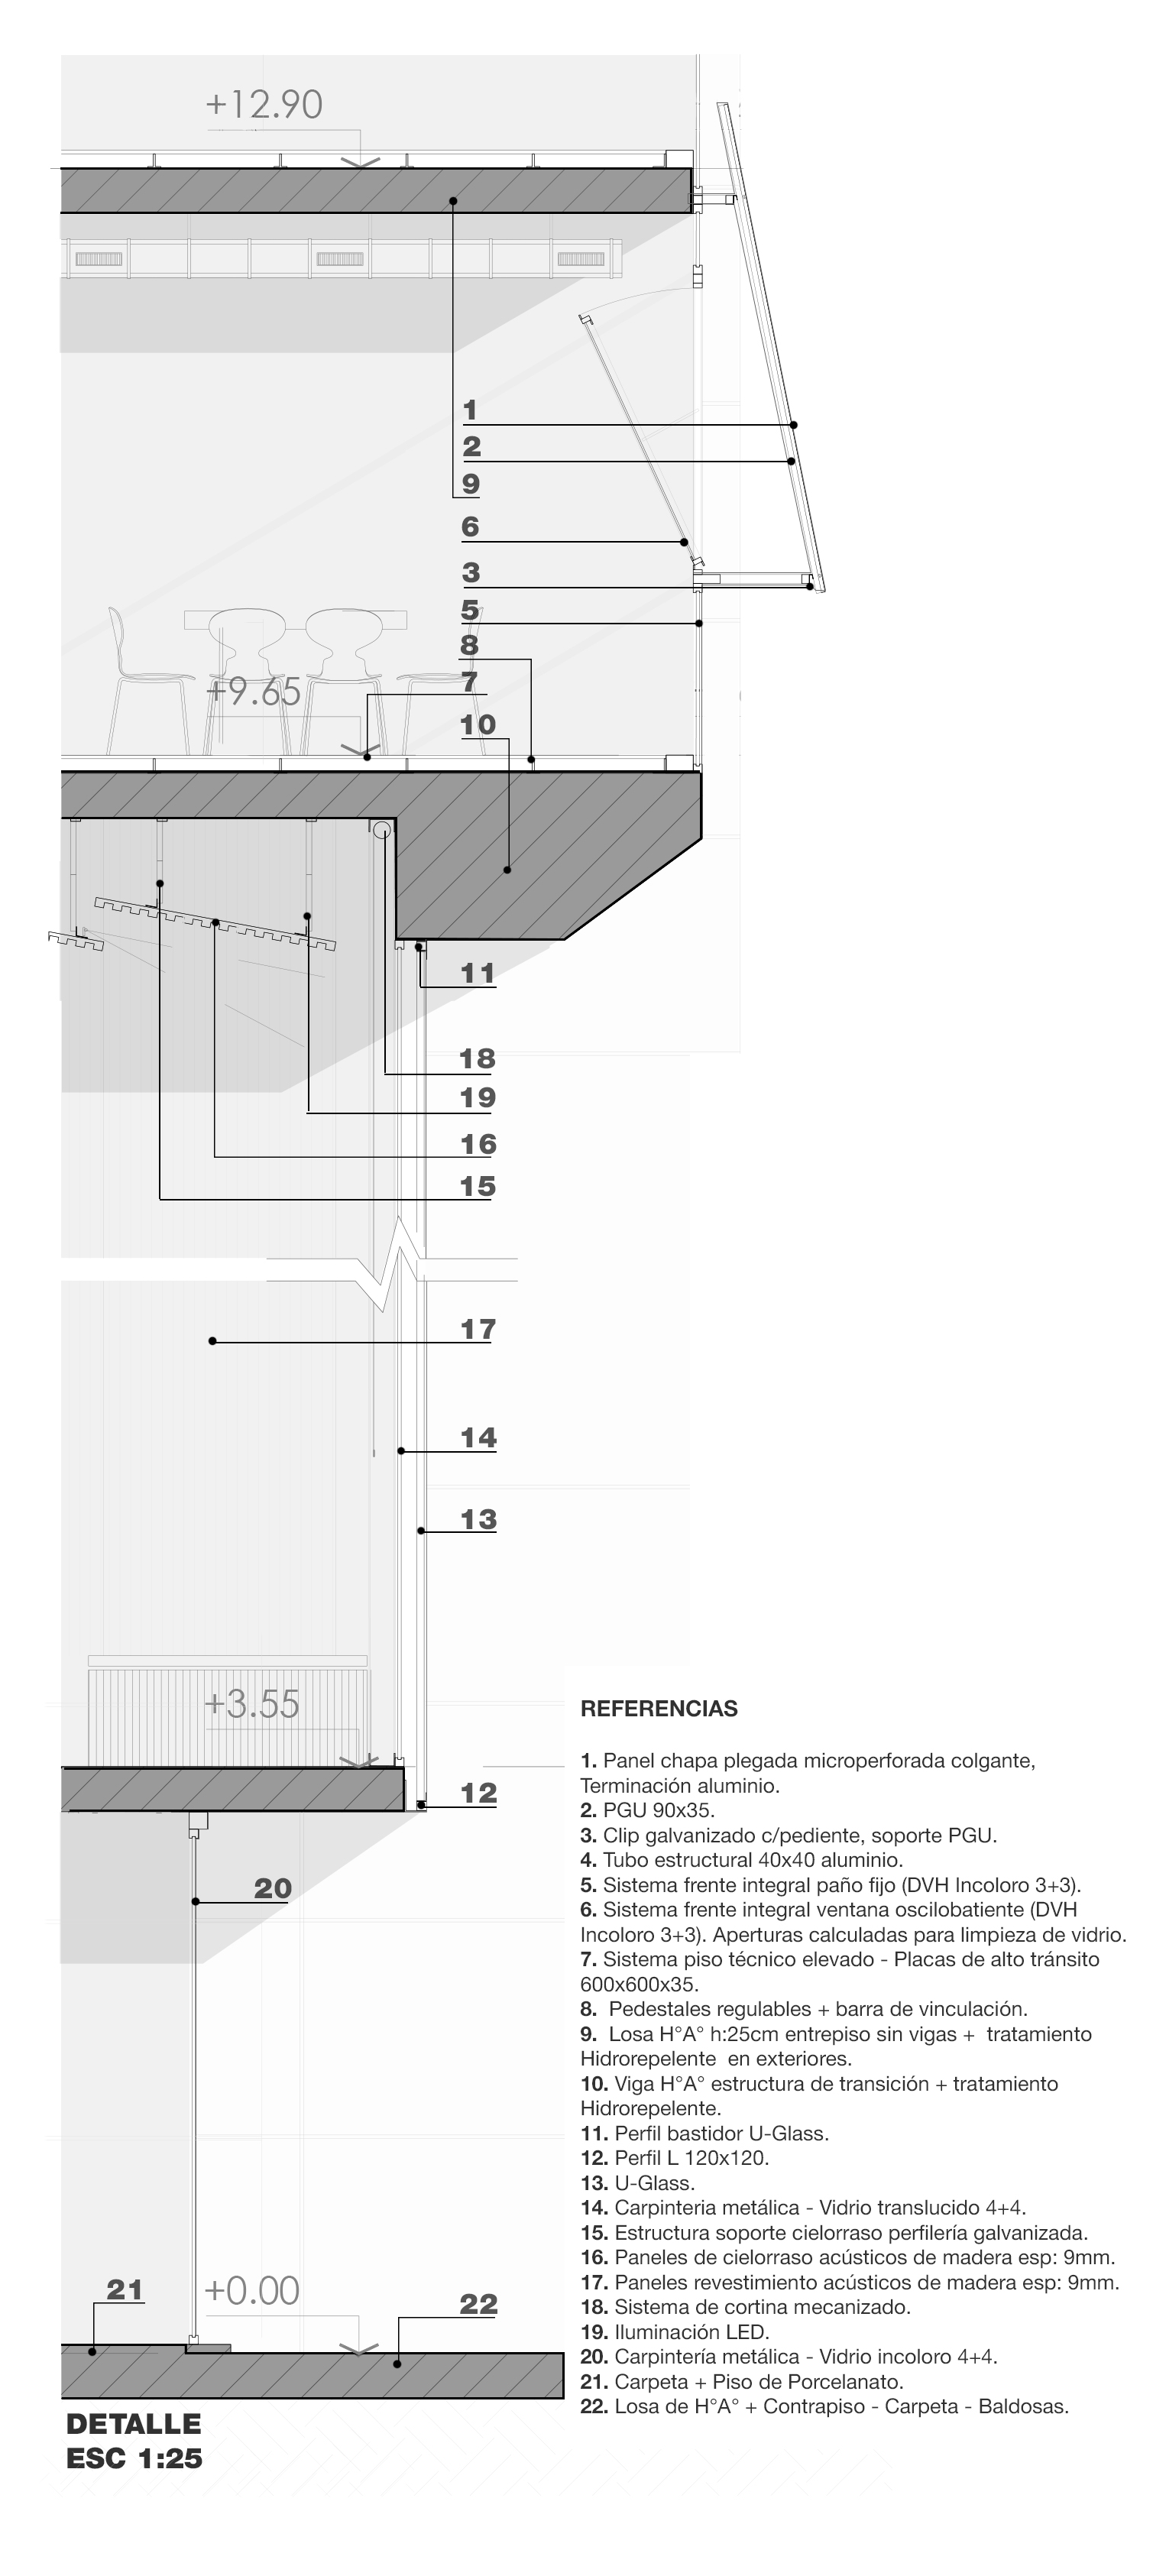 +12.90
1
2
9
6
3
5
8
+9.65
7
10
11
18
19
16
15
17
14
13
+3.55
12
20
21
+0.00
22
DETALLE
ESC 1:25
REFERENCIAS
1. Panel chapa plegada microperforada colgante,
Terminación aluminio.
2. PGU 90x35.
3. Clip galvanizado c/pediente, soporte PGU.
4. Tubo estructural 40x40 aluminio.
5. Sistema frente integral paño fijo (DVH Incoloro 3+3).
6. Sistema frente integral ventana oscilobatiente (DVH
Incoloro 3+3). Aperturas calculadas para limpieza de vidrio.
7. Sistema piso técnico elevado - Placas de alto tránsito
600x600x35.
8. Pedestales regulables + barra de vinculación.
9. Losa H°A° h:25cm entrepiso sin vigas + tratamiento
Hidrorepelente en exteriores.
10. Viga H°A° estructura de transición + tratamiento
Hidrorepelente.
11. Perfil bastidor U-Glass.
12. Perfil L 120x120.
13. U-Glass.
14. Carpinteria metálica - Vidrio translucido 4+4.
15. Estructura soporte cielorraso perfilería galvanizada.
16. Paneles de cielorraso acústicos de madera esp: 9mm.
17. Paneles revestimiento acústicos de madera esp: 9mm.
18. Sistema de cortina mecanizado.
19. Iluminación LED.
20. Carpintería metálica - Vidrio incoloro 4+4.
21. Carpeta + Piso de Porcelanato.
22. Losa de H°A° + Contrapiso - Carpeta - Baldosas.